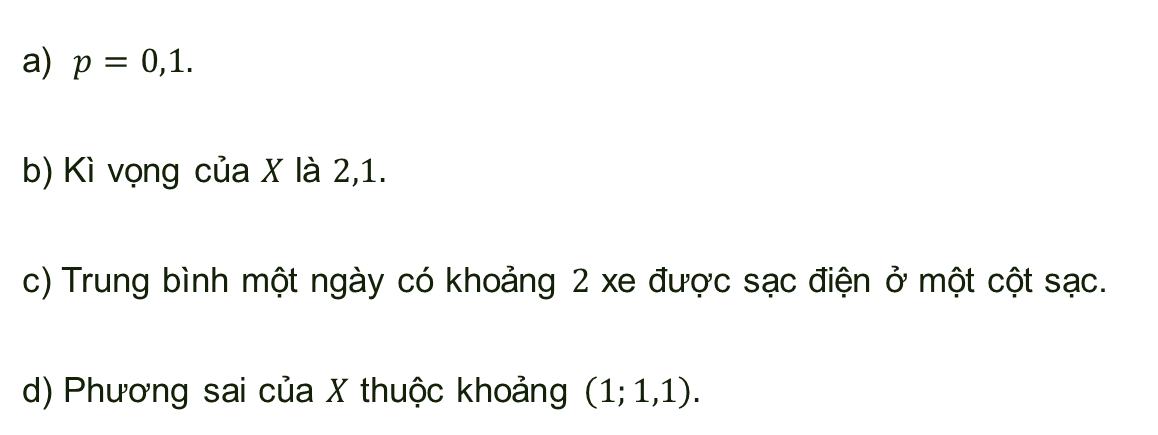 a) 𝑝 = 0,1.
b) Kì vọng của 𝑋 là 2,1.
c) Trung bình một ngày có khoảng 2 xe được sạc điện ở một cột sạc.
d) Phương sai của 𝑋 thuộc khoảng (1; 1,1).